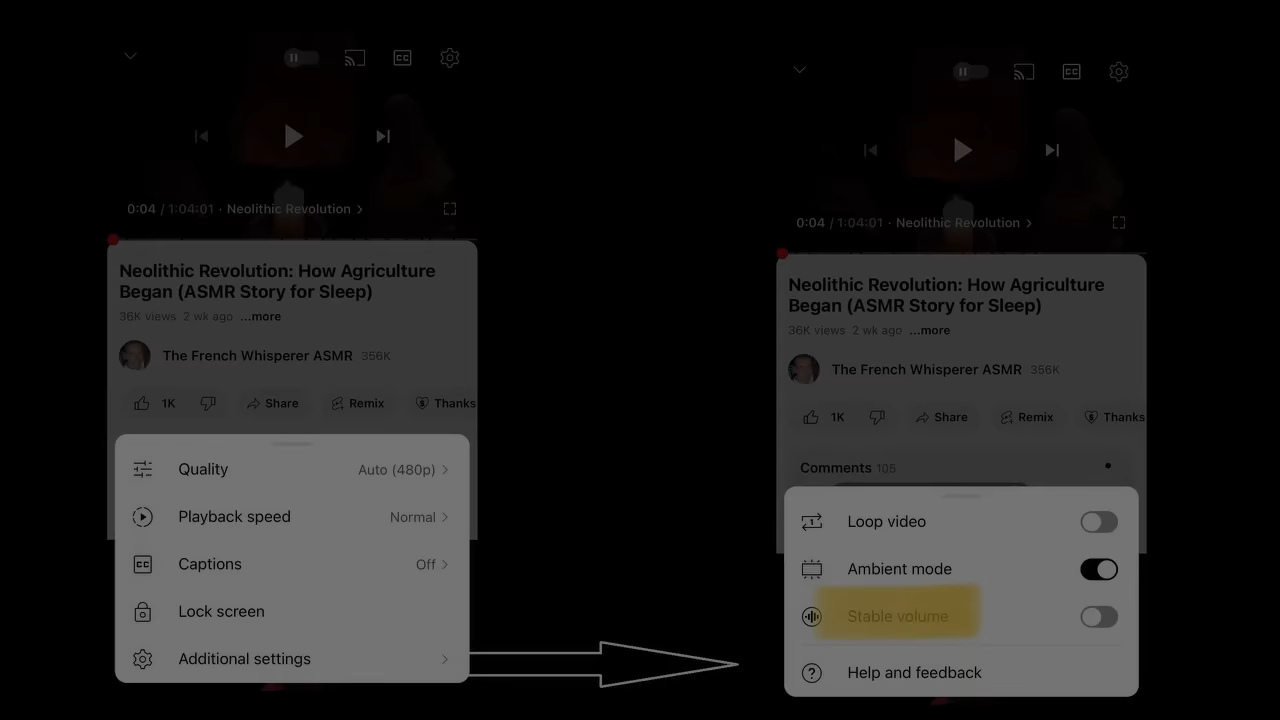 0:04 / 1:04:01 · Neolithic Revolution
Neolithic Revolution: How Agriculture
Began (ASMR Story for Sleep)
36K views 2 wk ago ...more
The French Whisperer ASMR 356K
1K Share Remix Thanks
Quality Auto (480p)
Playback speed Normal
CC Captions Off
Lock screen
Additional settings
CC
0:04 / 1:04:01 · Neolithic Revolution
Neolithic Revolution: How Agriculture
Began (ASMR Story for Sleep)
36K views 2 wk ago ...more
The French Whisperer ASMR 356K
1K Share Remix Thanks
Comments 105
Loop video
Ambient mode
Stable volume
Help and feedback
CC